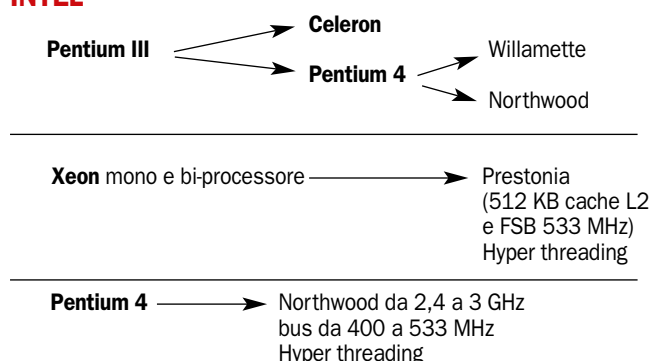 INTEL
Celeron
Pentium III
Pentium 4
Willamette
Northwood
Xeon mono e bi-processore
Prestonia
(512 KB cache L2
e FSB 533 MHz)
Hyper threading
Pentium 4
Northwood da 2,4 a 3 GHz
bus da 400 a 533 MHz
Hyper threading